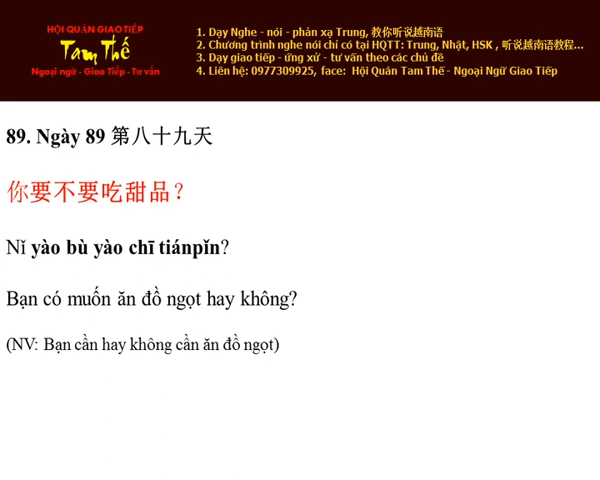 HỘI QUÁN GIAO TIẾP
Tam Thế
Ngoại ngữ - Giao Tiếp - Tư vấn
1. Dạy Nghe - nói - phản xạ Trung, 教你听说越南语
2. Chương trình nghe nói chỉ có tại HQTT: Trung, Nhật, HSK , 听说越南语教程...
3. Dạy giao tiếp - ứng xử - tư vấn theo các chủ đề
4. Liên hệ: 0977309925, face: Hội Quán Tam Thế - Ngoại Ngữ Giao Tiếp
89. Ngày 89 第八十九天
你要不要吃甜品？
Nǐ yào bù yào chī tiánpǐn?
Bạn có muốn ăn đồ ngọt hay không?
(NV: Bạn cần hay không cần ăn đồ ngọt)